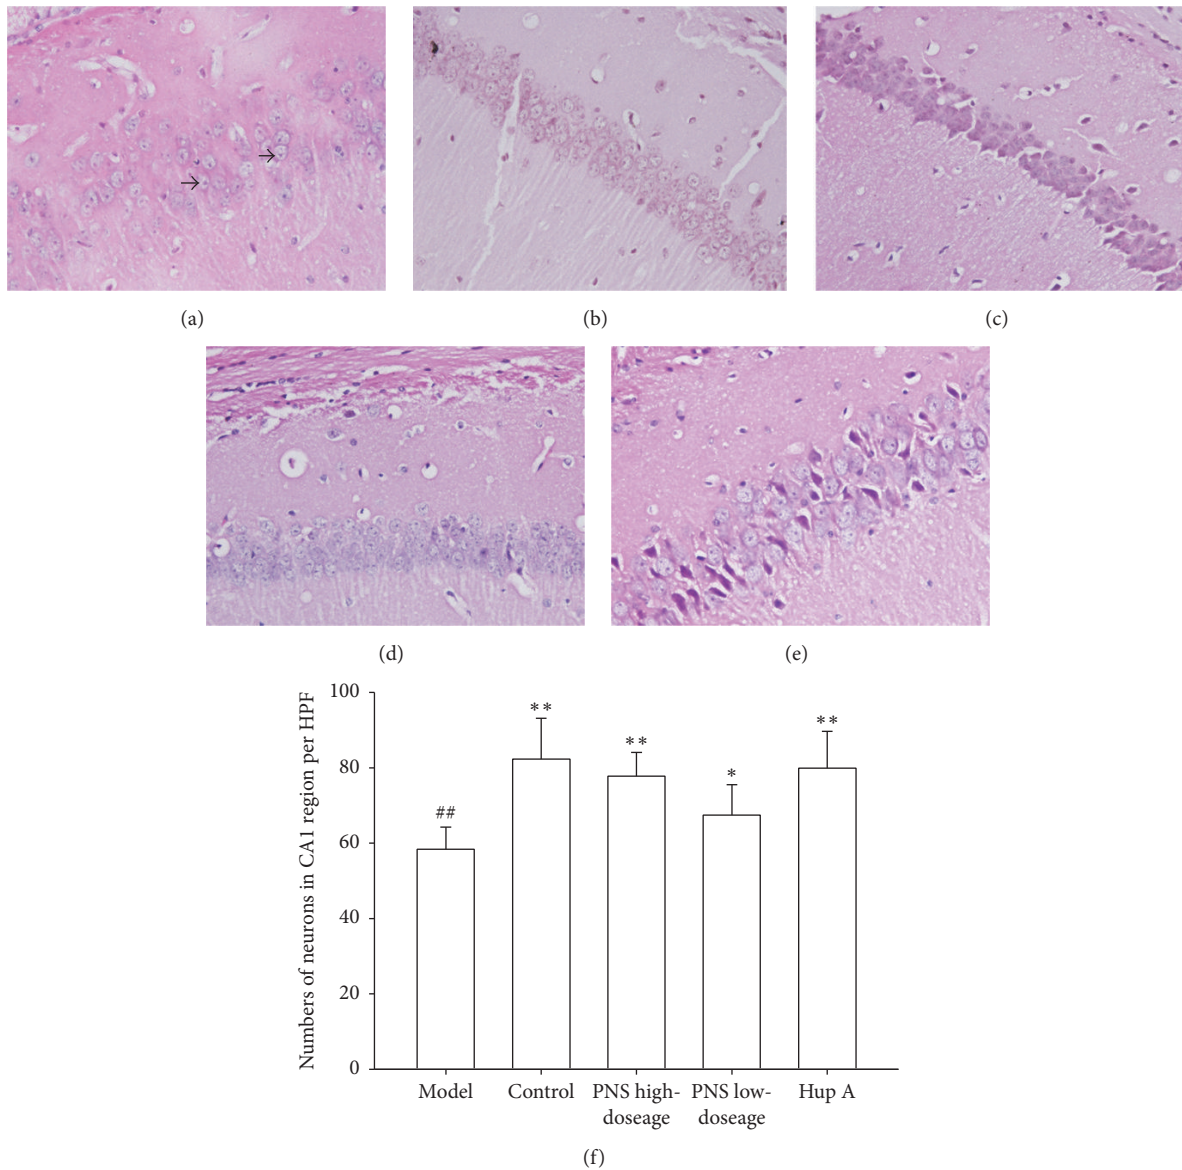 (a)
(b)
(c)
(d)
(e)
Numbers of neurons in CA1 region per HPF
100
80
60
40
20
0
##
**
**
*
**
Model
Control
PNS high-
doseage
PNS low-
doseage
Hup A
(f)